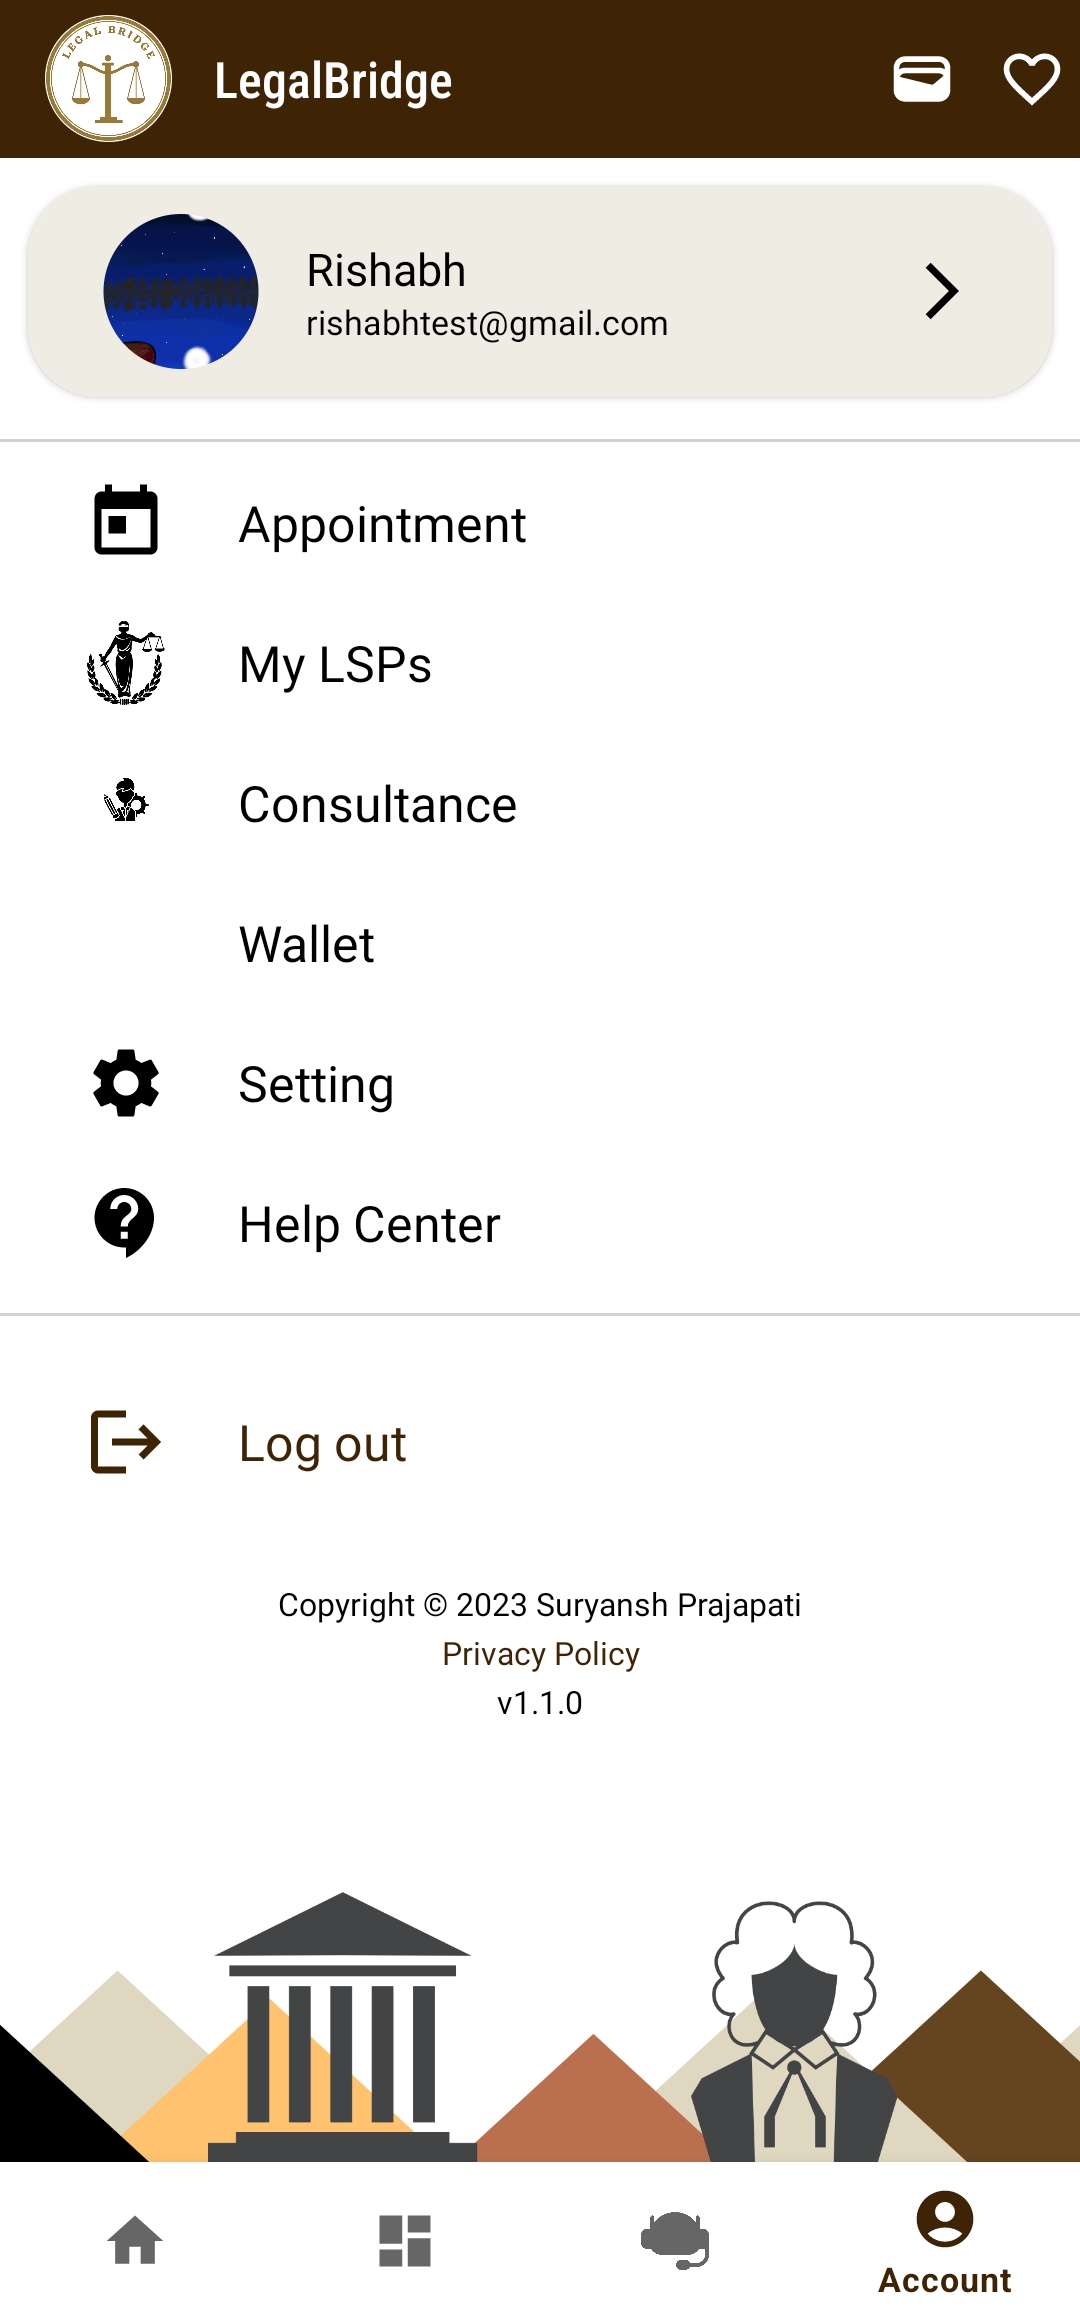 LEGAL BRIDGE
LegalBridge
Rishabh
rishabhtest@gmail.com
Appointment
My LSPs
Consultance
Wallet
Setting
Help Center
Log out
Copyright © 2023 Suryansh Prajapati
Privacy Policy
v1.1.0
Account